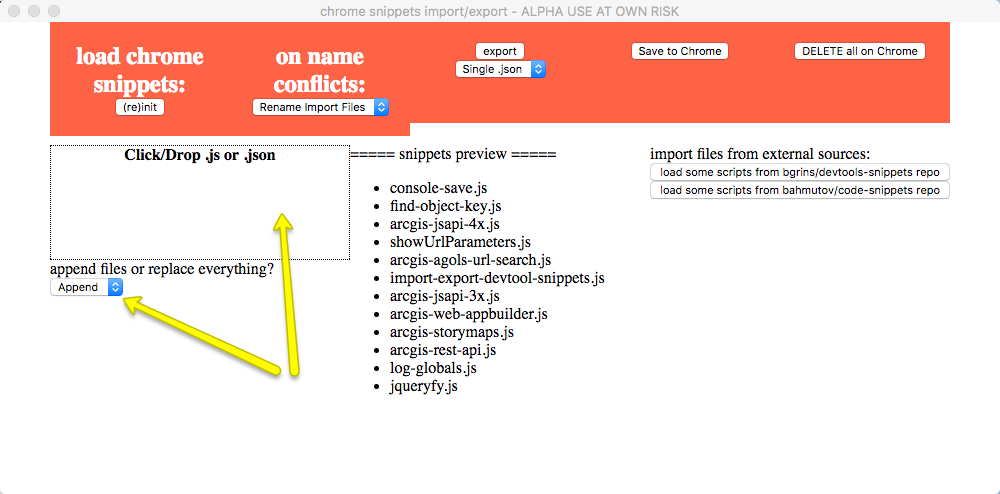 chrome snippets import/export - ALPHA USE AT OWN RISK
load chrome
snippets:
(re)init
on name
conflicts:
Rename Import Files
export
Single .json
Save to Chrome
DELETE all on Chrome
Click/Drop .js or .json
append files or replace everything?
Append
===== snippets preview =====
console-save.js
find-object-key.js
arcgis-jsapi-4x.js
showUrlParameters.js
arcgis-agols-url-search.js
import-export-devtool-snippets.js
arcgis-jsapi-3x.js
arcgis-web-appbuilder.js
arcgis-storymaps.js
arcgis-rest-api.js
log-globals.js
jqueryfy.js
import files from external sources:
load some scripts from bgrins/devtools-snippets repo
load some scripts from bahmutov/code-snippets repo